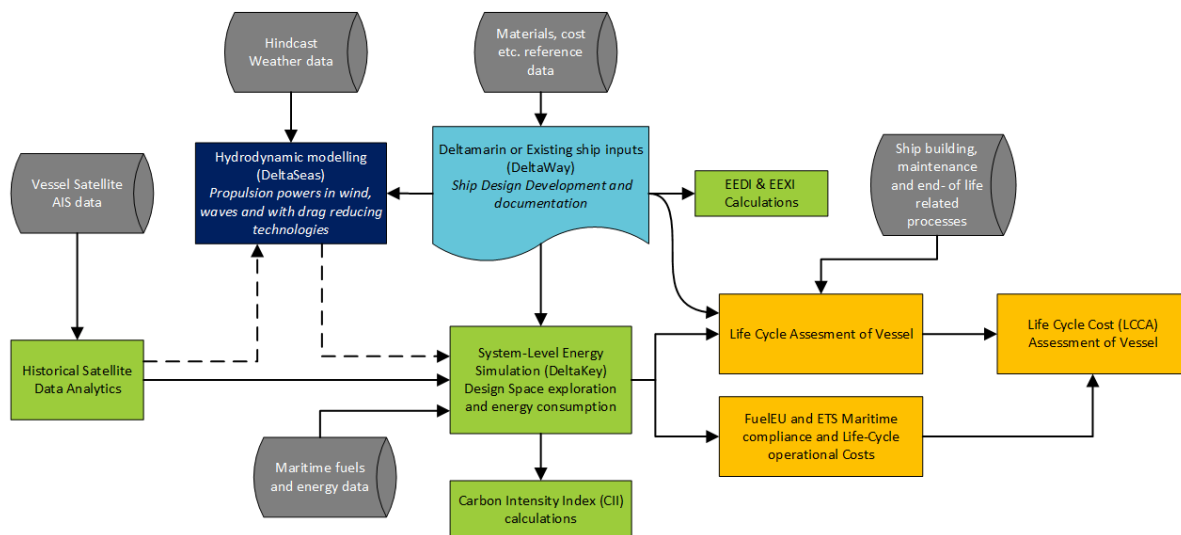 Hindcast
Weather data
Materials, cost
etc. reference
data
Vessel Satellite
AIS data
Hydrodynamic modelling
(DeltaSeas)
Propulsion powers in wind,
waves and with drag reducing
technologies
Deltamarin or Existing ship inputs
(DeltaWay)
Ship Design Development and
documentation
EEDI & EEXI
Calculations
Ship building,
maintenance
and end- of life
related
processes
Historical Satellite
Data Analytics
System-Level Energy
Simulation (DeltaKey)
Design Space exploration
and energy consumption
Life Cycle Assesment of Vessel
Life Cycle Cost (LCCA)
Assessment of Vessel
FuelEU and ETS Maritime
compliance and Life-Cycle
operational Costs
Maritime fuels
and energy data
Carbon Intensity Index (CII)
calculations